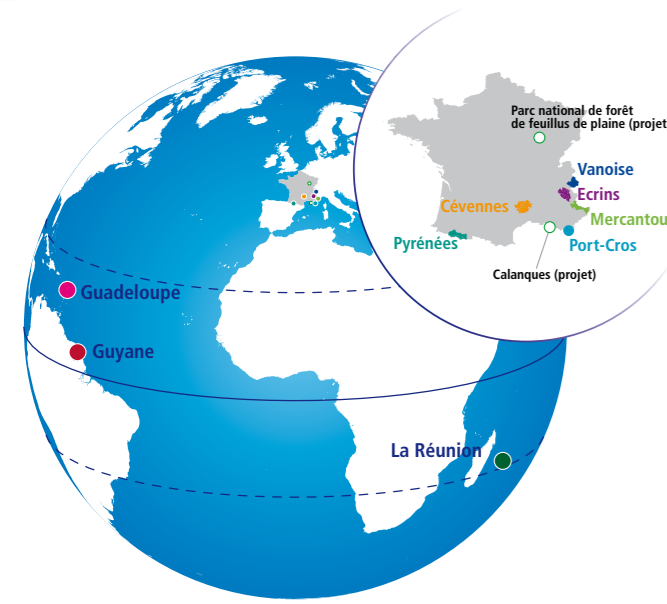 Parc national de forêt
de feuillus de plaine (projet
Vanoise
Ecrins
Cévennes
Mercantou
Pyrénées
Port-Cros
Calanques (projet)
Guadeloupe
Guyane
La Réunion